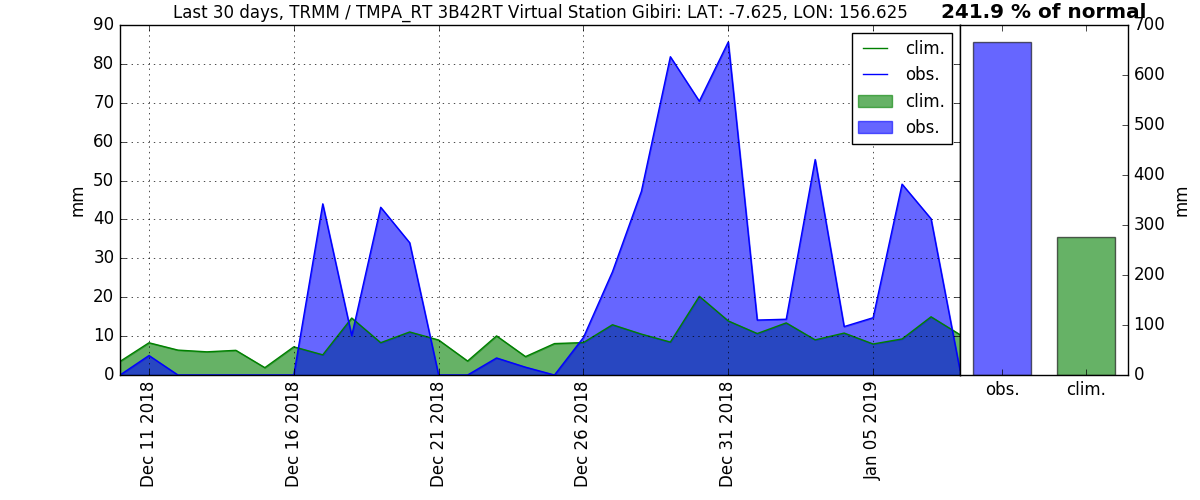 Last 30 days, TRMM / TMPA_RT 3B42RT Virtual Station Gibiri: LAT: -7.625, LON: 156.625
241.9 % of normal
90
80
70
60
50
40
30
20
10
0
mm
clim.
obs.
clim.
obs.
Dec 11 2018
Dec 16 2018
Dec 21 2018
Dec 26 2018
Dec 31 2018
Jan 05 2019
700
600
500
400
300
200
100
0
mm
obs.
clim.